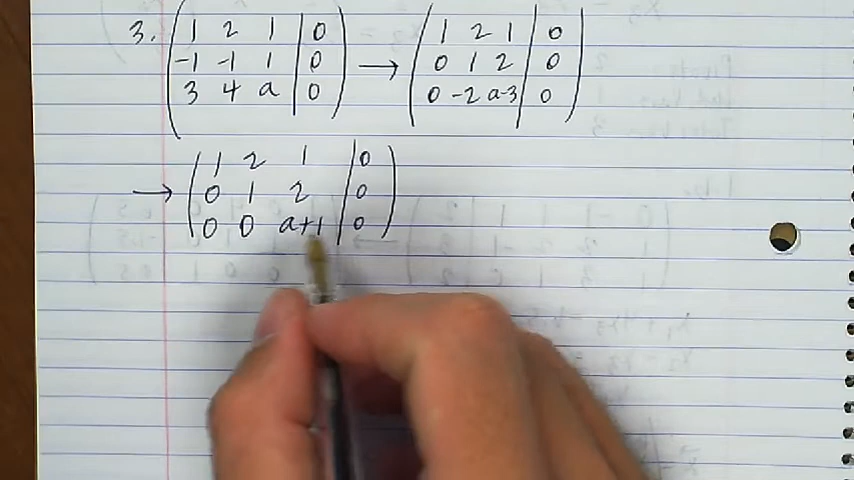 3. ( 1 2 1 | 0 ) → ( 1 2 1 | 0 )
( -1 -1 1 | 0 ) ( 0 1 2 | 0 )
( 3 4 a | 0 ) ( 0 -2 a-3 | 0 )
→ ( 1 2 1 | 0 )
( 0 1 2 | 0 )
( 0 0 a+1 | 0 )